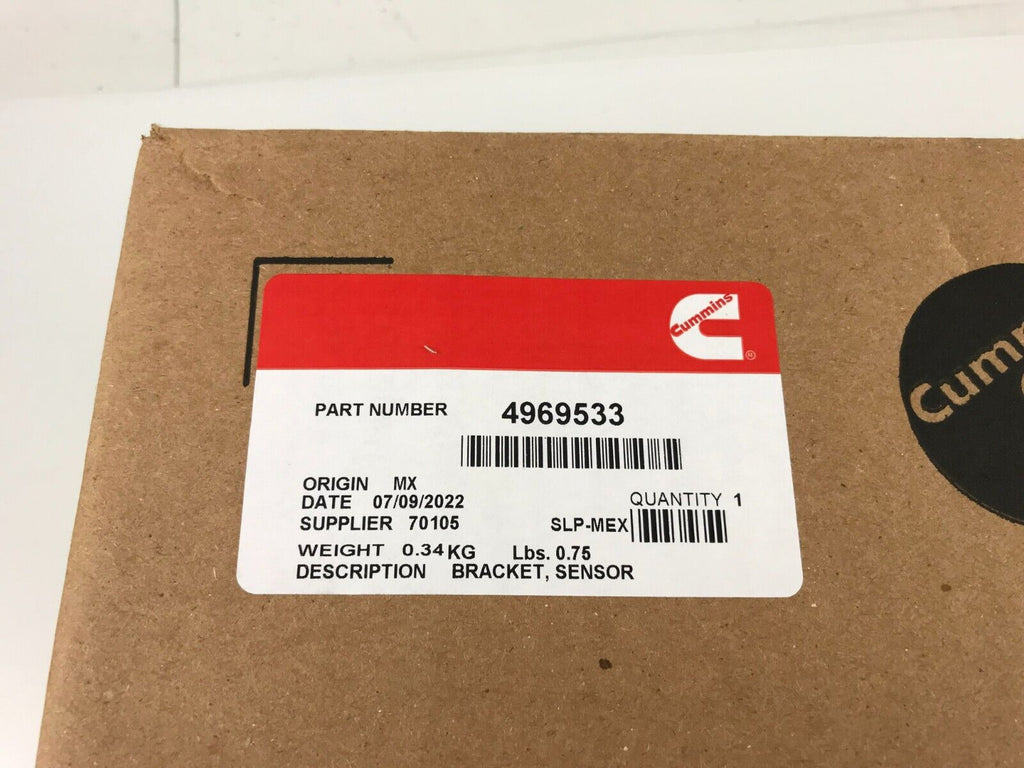 Cummins
®
PART NUMBER 4969533
ORIGIN MX
DATE 07/09/2022
QUANTITY 1
SUPPLIER 70105
SLP-MEX
WEIGHT 0.34 KG Lbs. 0.75
DESCRIPTION BRACKET, SENSOR